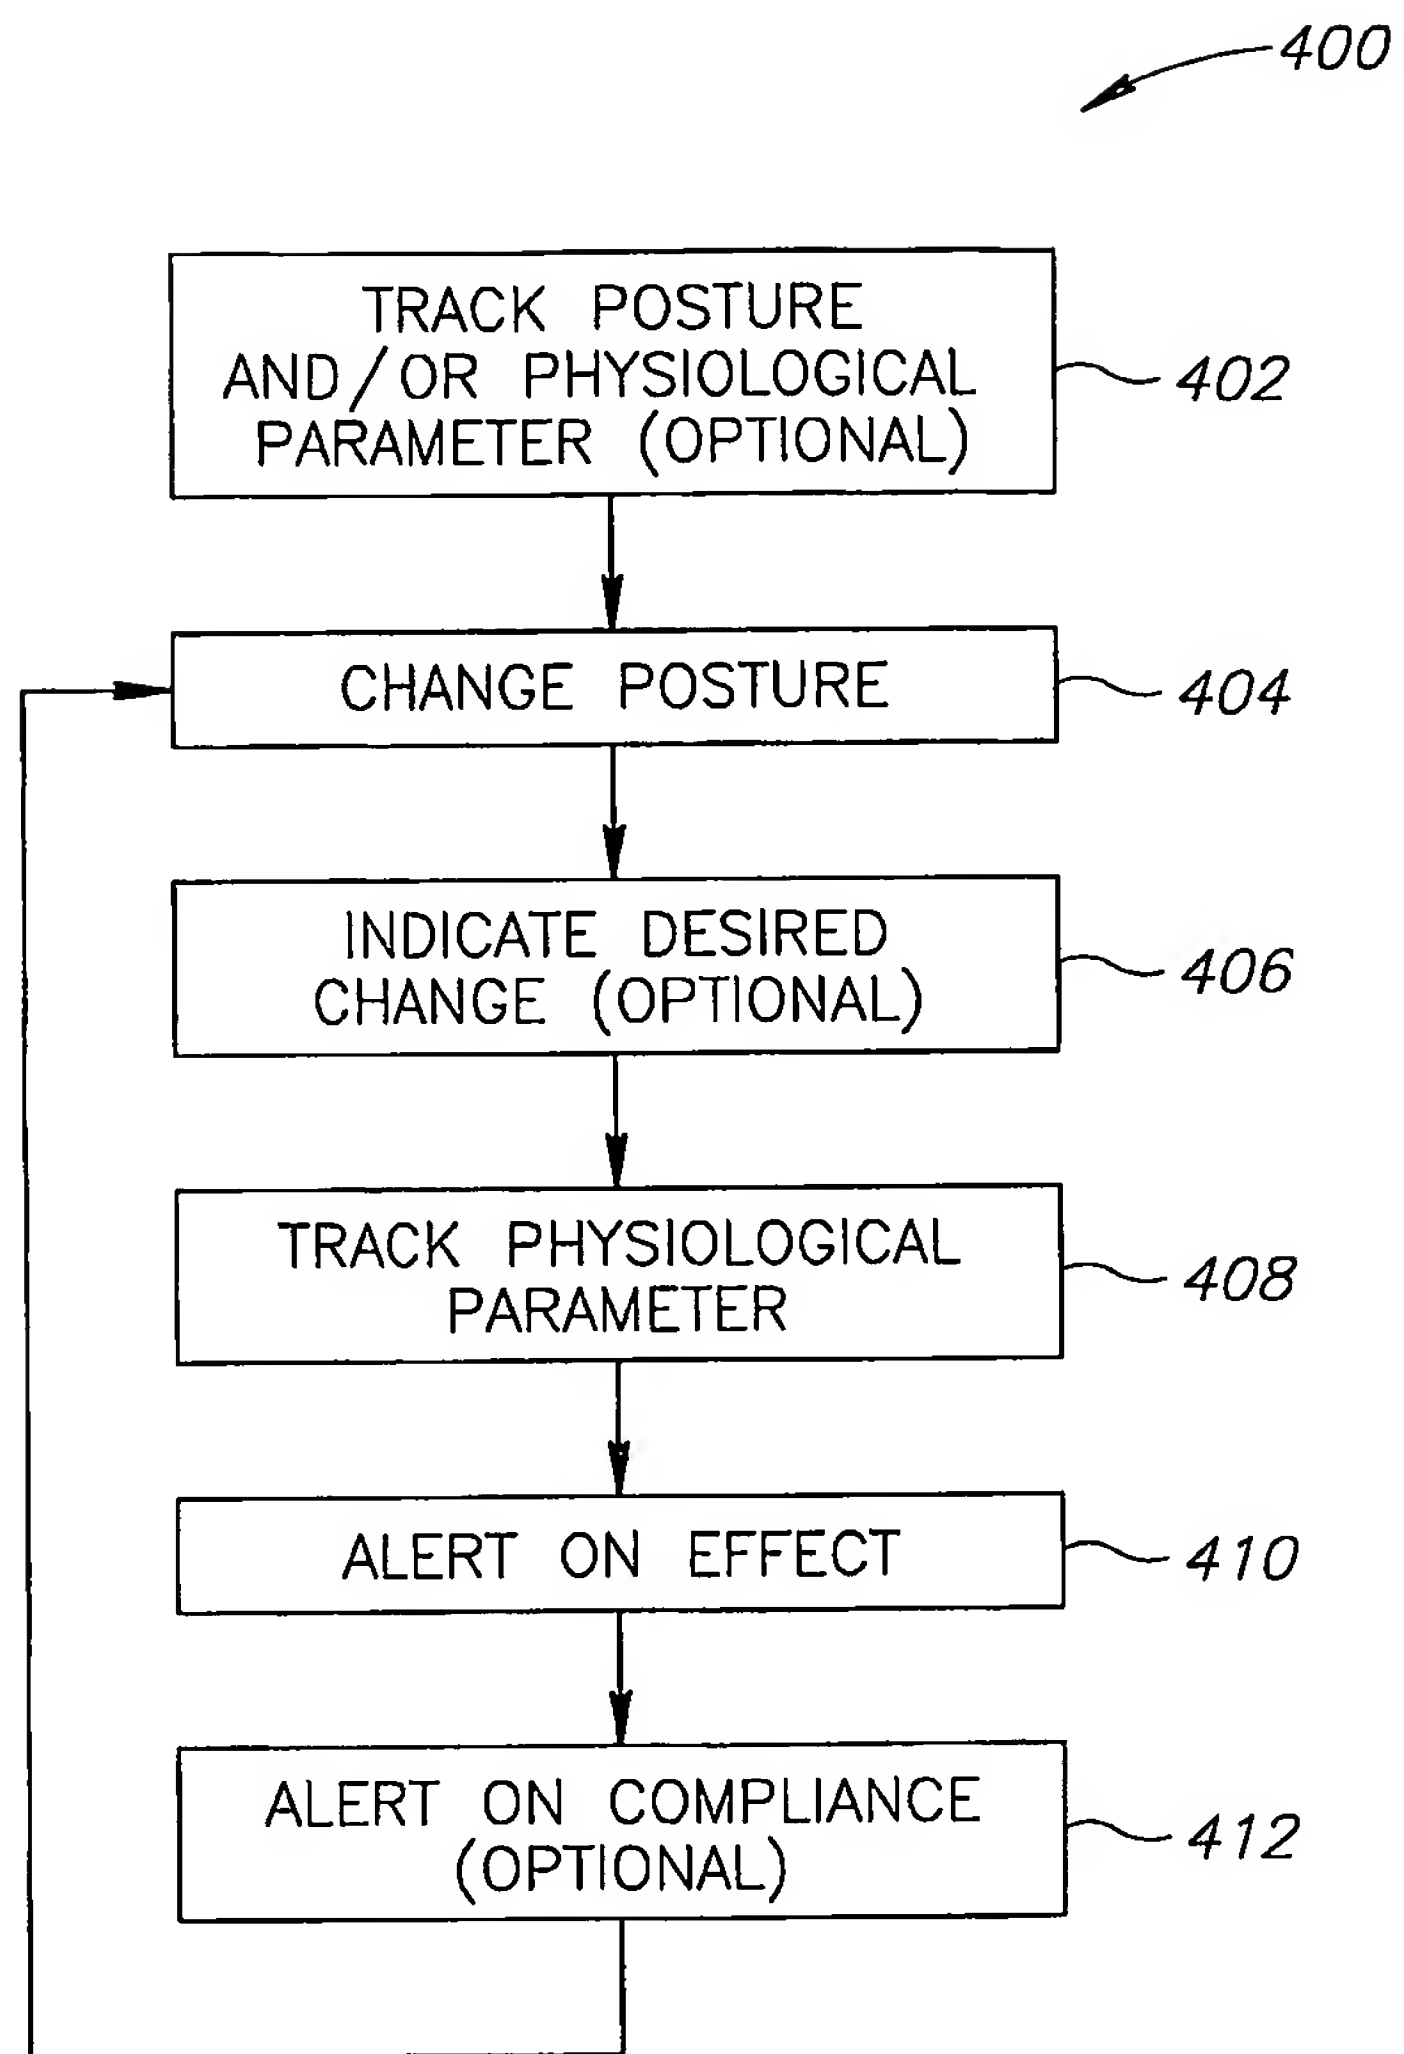 400
TRACK POSTURE
AND/OR PHYSIOLOGICAL
PARAMETER (OPTIONAL)
402
CHANGE POSTURE
404
INDICATE DESIRED
CHANGE (OPTIONAL)
406
TRACK PHYSIOLOGICAL
PARAMETER
408
ALERT ON EFFECT
410
ALERT ON COMPLIANCE
(OPTIONAL)
412